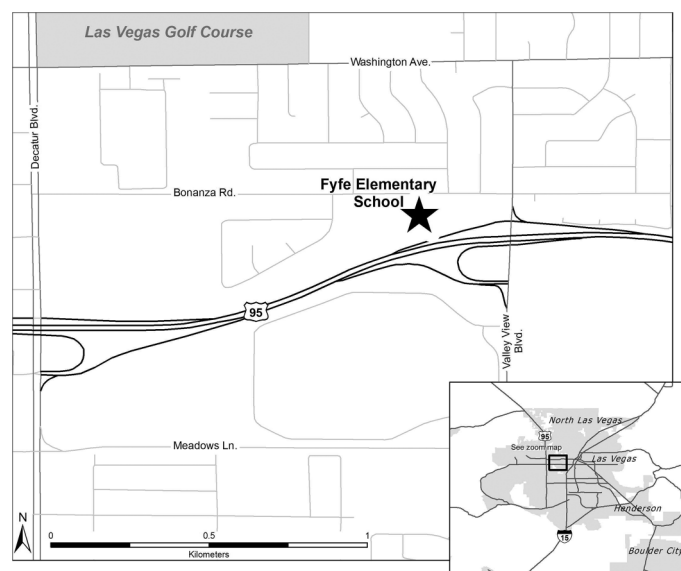 Las Vegas Golf Course
Washington Ave.
Decatur Blvd.
Bonanza Rd.
Fyfe Elementary
School
95
Valley View
Blvd.
Meadows Ln.
N
0
0.5
1
Kilometers
North Las Vegas
95
See zoom map
Las Vegas
Henderson
15
Boulder City